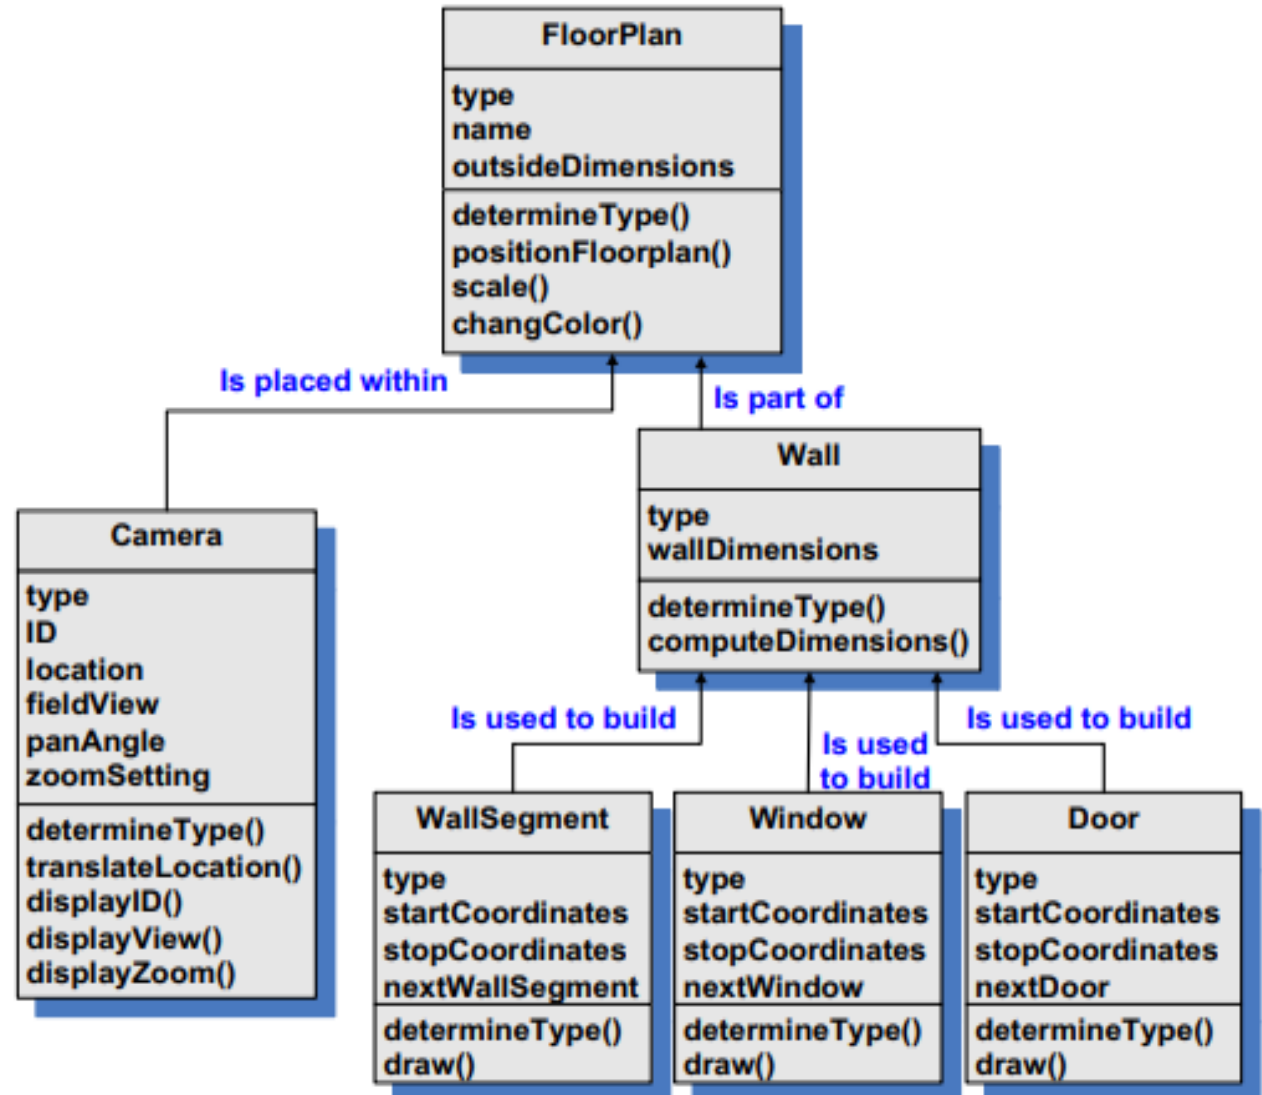 FloorPlan
type
name
outsideDimensions
determineType()
positionFloorplan()
scale()
changColor()
Is placed within
Is part of
Wall
type
wallDimensions
determineType()
computeDimensions()
Camera
type
ID
location
fieldView
panAngle
zoomSetting
determineType()
translateLocation()
displayID()
displayView()
displayZoom()
Is used to build
Is used
to build
Is used to build
WallSegment
type
startCoordinates
stopCoordinates
nextWallSegment
determineType()
draw()
Window
type
startCoordinates
stopCoordinates
nextWindow
determineType()
draw()
Door
type
startCoordinates
stopCoordinates
nextDoor
determineType()
draw()